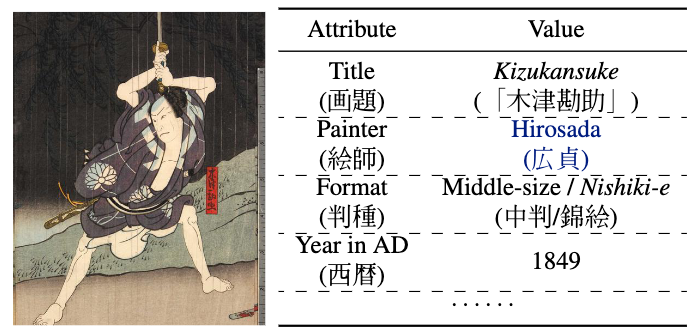 Attribute Value
Title Kizukansuke
(画題) (「木津勘助」)
Painter Hirosada
(絵師) (広貞)
Format Middle-size / Nishiki-e
(判種) (中判/錦絵)
Year in AD 1849
(西暦)
······